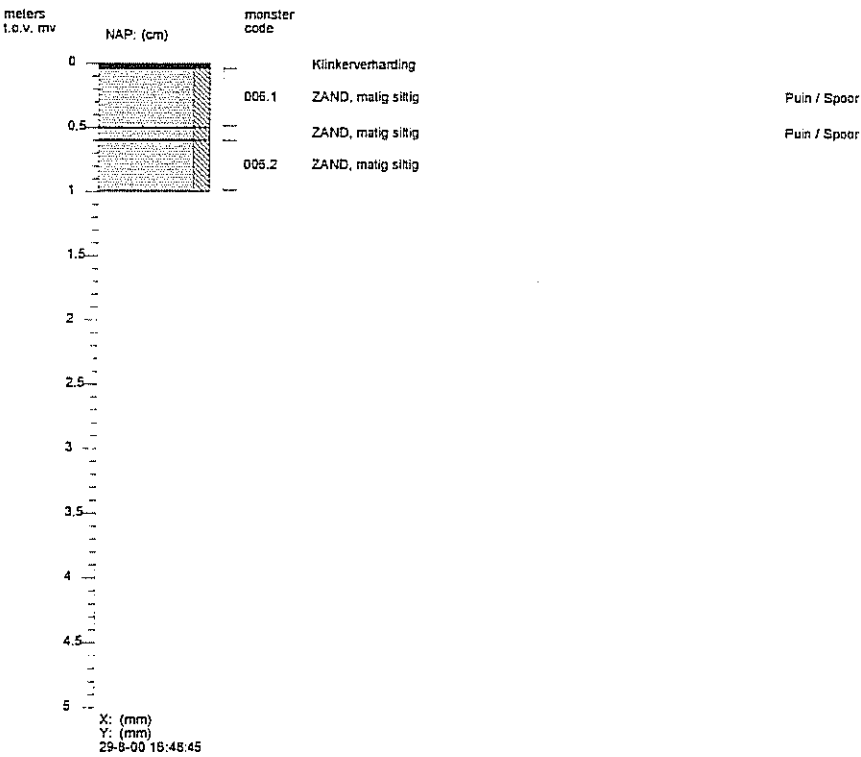 meters
t.o.v. mv
NAP: (cm)
monster
code
0
Klinkerverharding
006.1 ZAND, matig siltig Puin / Spoor
0.5
ZAND, matig siltig Puin / Spoor
006.2 ZAND, matig siltig
1
1.5
2
2.5
3
3.5
4
4.5
5
X: (mm)
Y: (mm)
29-8-00 16:46:45